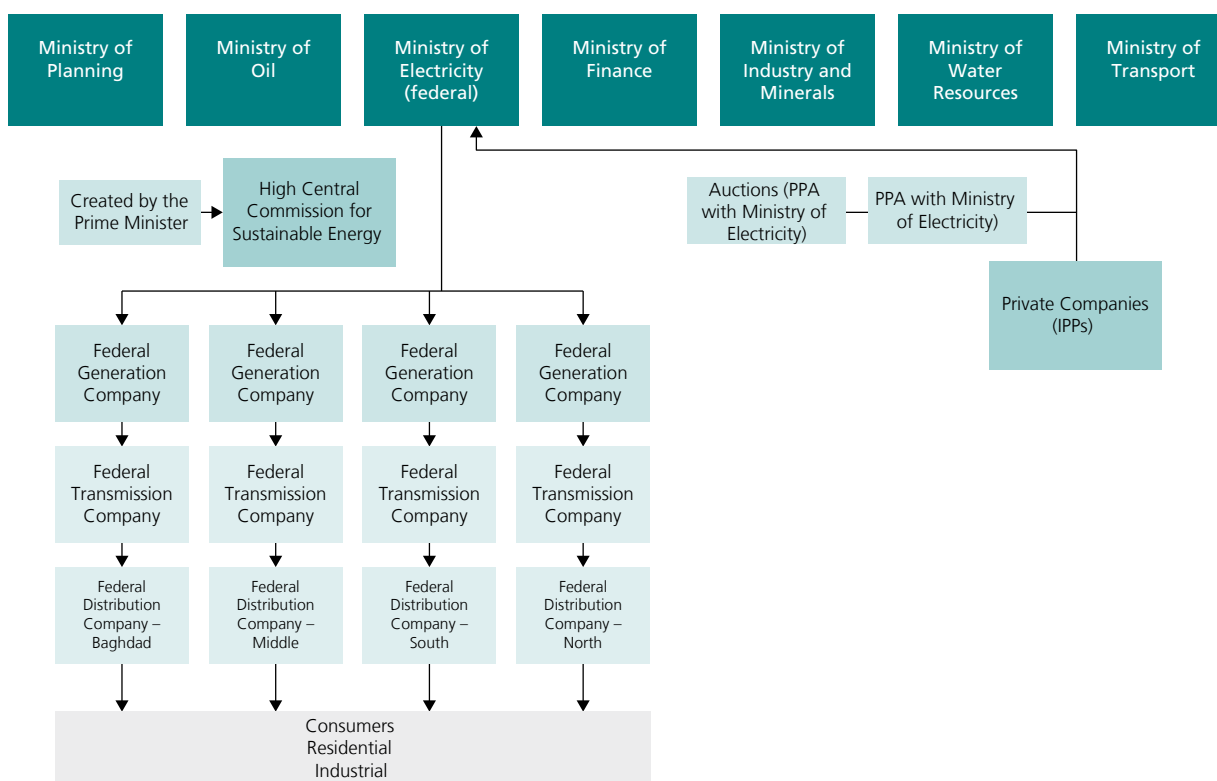 Ministry of
Planning
Ministry of
Oil
Ministry of
Electricity
(federal)
Ministry of
Finance
Ministry of
Industry and
Minerals
Ministry of
Water
Resources
Ministry of
Transport
Created by the
Prime Minister
High Central
Commission for
Sustainable Energy
Auctions (PPA
with Ministry of
Electricity)
PPA with Ministry
of Electricity)
Private Companies
(IPPs)
Federal
Generation
Company
Federal
Generation
Company
Federal
Generation
Company
Federal
Generation
Company
Federal
Transmission
Company
Federal
Transmission
Company
Federal
Transmission
Company
Federal
Transmission
Company
Federal
Distribution
Company –
Baghdad
Federal
Distribution
Company –
Middle
Federal
Distribution
Company –
South
Federal
Distribution
Company –
North
Consumers
Residential
Industrial